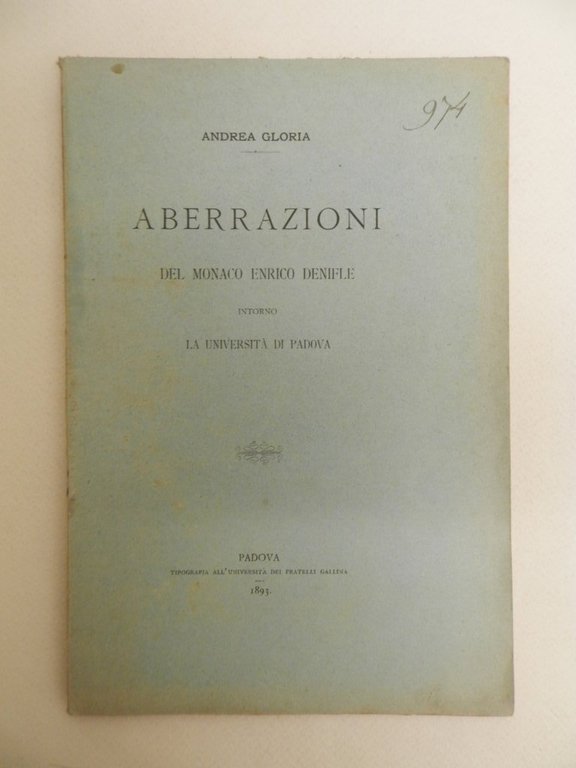 974
ANDREA GLORIA
ABERRAZIONI
DEL MONACO ENRICO DENIFLE
INTORNO
LA UNIVERSITÀ DI PADOVA
PADOVA
TIPOGRAFIA ALL'UNIVERSITÀ DEI FRATELLI GALLINA
1893.